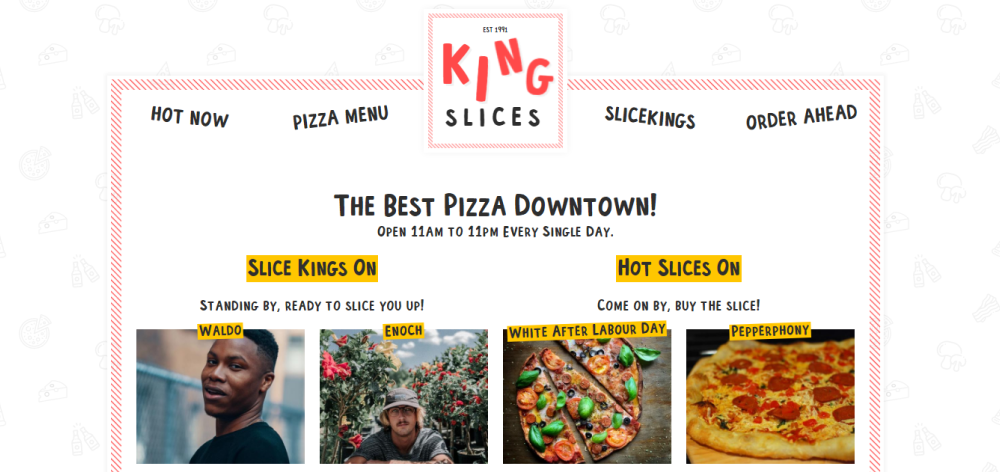 EST 1991
KING
SLICES
HOT NOW
PIZZA MENU
SLICEKINGS
ORDER AHEAD
THE BEST PIZZA DOWNTOWN!
OPEN 11AM TO 11PM EVERY SINGLE DAY.
SLICE KINGS ON
STANDING BY, READY TO SLICE YOU UP!
WALDO
ENOCH
HOT SLICES ON
COME ON BY, BUY THE SLICE!
WHITE AFTER LABOUR DAY
PEPPERPHONY